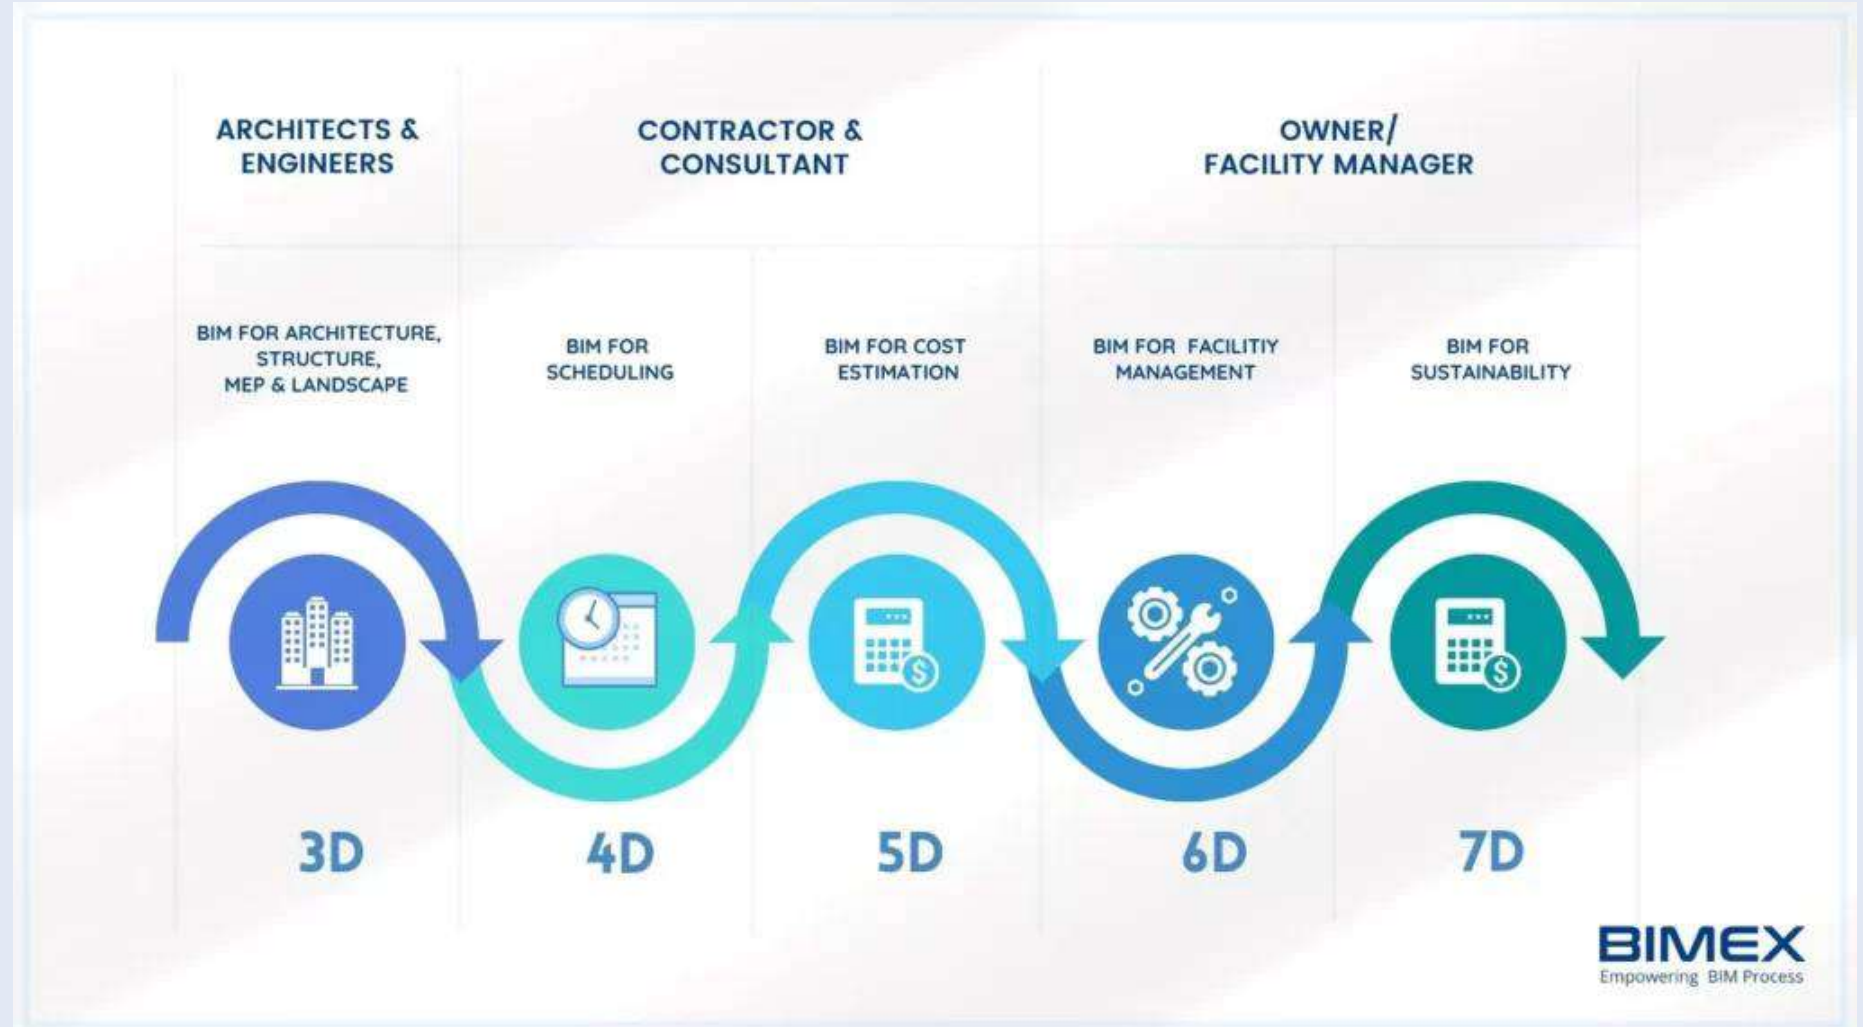 ARCHITECTS &
ENGINEERS
CONTRACTOR &
CONSULTANT
OWNER/
FACILITY MANAGER
BIM FOR ARCHITECTURE,
STRUCTURE,
MEP & LANDSCAPE
BIM FOR
SCHEDULING
BIM FOR COST
ESTIMATION
BIM FOR FACILITIY
MANAGEMENT
BIM FOR
SUSTAINABILITY
$
$
3D
4D
5D
6D
7D
BIMEX
Empowering BIM Process